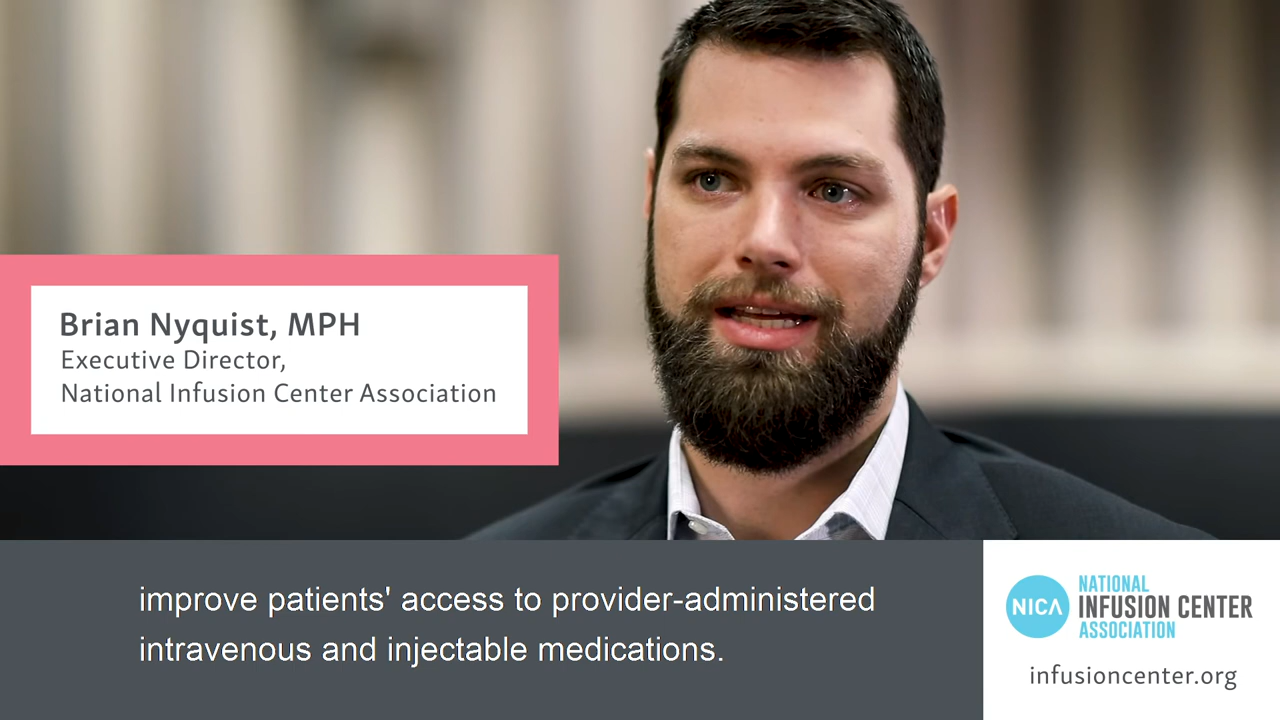 Brian Nyquist, MPH
Executive Director,
National Infusion Center Association
improve patients' access to provider-administered
intravenous and injectable medications.
NICA
NATIONAL
INFUSION CENTER
ASSOCIATION
infusioncenter.org